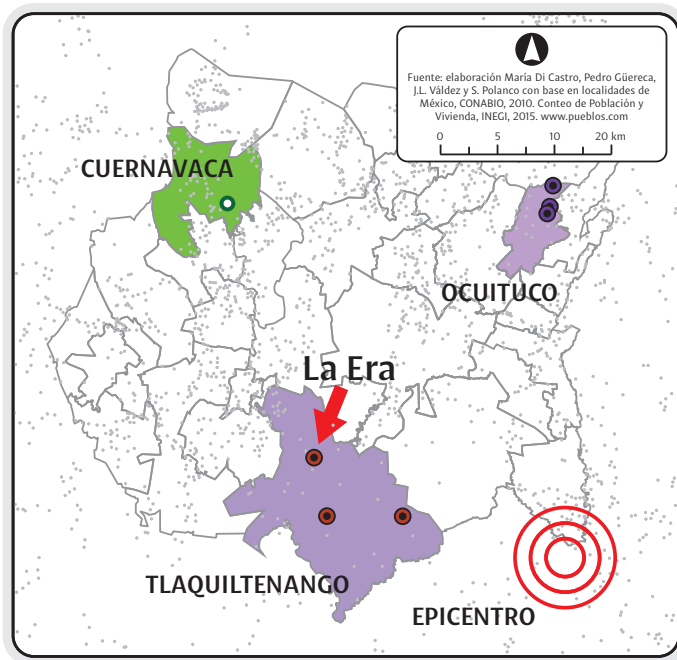 Fuente: elaboración María Di Castro, Pedro Güereca,
J.L. Váldez y S. Polanco con base en localidades de
México, CONABIO, 2010. Conteo de Población y
Vivienda, INEGI, 2015. www.pueblos.com
0 5 10 20 km
CUERNAVACA
OCUITUCO
La Era
TLAQUILTENANGO
EPICENTRO